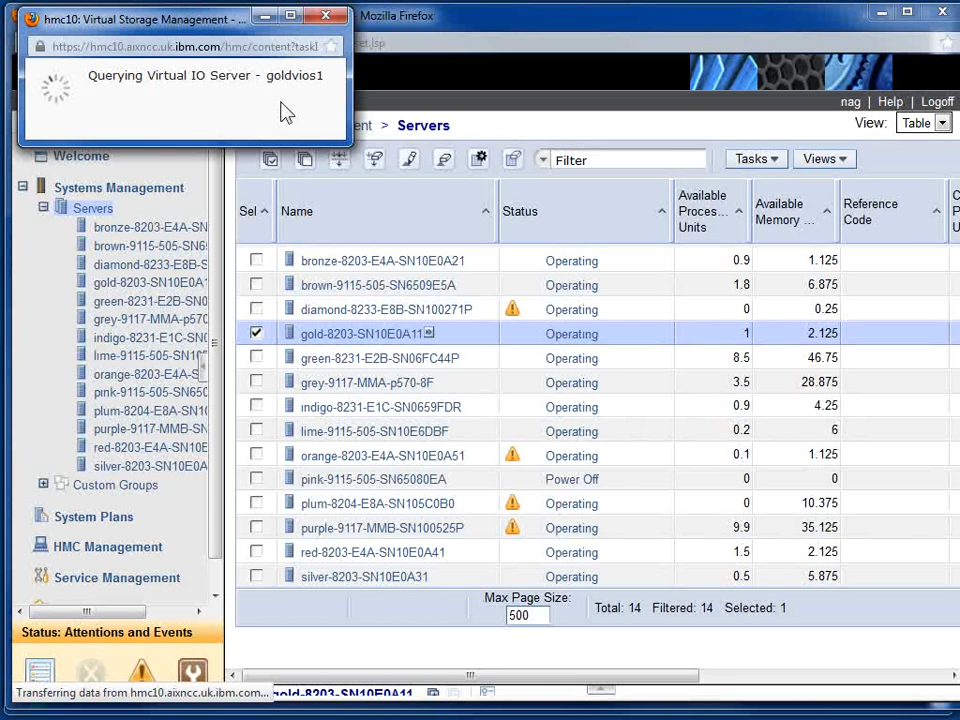 hmc10: Virtual Storage Management - ...
Mozilla Firefox
https://hmc10.aixncc.uk.ibm.com/hmc/content?taskI
et.jsp
Querying Virtual IO Server - goldvios1
nag | Help | Logoff
ent > Servers
View: Table
Welcome
Filter
Tasks
Views
Systems Management
Servers
bronze-8203-E4A-SN
brown-9115-505-SN6
diamond-8233-E8B-S
gold-8203-SN10E0A1
green-8231-E2B-SN0
grey-9117-MMA-p570
indigo-8231-E1C-SN0
lime-9115-505-SN10E
orange-8203-E4A-S
pink-9115-505-SN650
plum-8204-E8A-SN10
purple-9117-MMB-SN
red-8203-E4A-SN10E
silver-8203-SN10E0A
Custom Groups
System Plans
HMC Management
Service Management
Status: Attentions and Events
Sel Name Status Available Proces... Units Available Memory ... Reference Code
bronze-8203-E4A-SN10E0A21 Operating 0.9 1.125
brown-9115-505-SN6509E5A Operating 1.8 6.875
diamond-8233-E8B-SN100271P Operating 0 0.25
gold-8203-SN10E0A11 Operating 1 2.125
green-8231-E2B-SN06FC44P Operating 8.5 46.75
grey-9117-MMA-p570-8F Operating 3.5 28.875
indigo-8231-E1C-SN0659FDR Operating 0.9 4.25
lime-9115-505-SN10E6DBF Operating 0.2 6
orange-8203-E4A-SN10E0A51 Operating 0.1 1.125
pink-9115-505-SN65080EA Power Off 0 0
plum-8204-E8A-SN105C0B0 Operating 0 10.375
purple-9117-MMB-SN100525P Operating 9.9 35.125
red-8203-E4A-SN10E0A41 Operating 1.5 2.125
silver-8203-SN10E0A31 Operating 0.5 5.875
Max Page Size:
500
Total: 14 Filtered: 14 Selected: 1
Transferring data from hmc10.aixncc.uk.ibm.com...
gold-8203-SN10E0A11